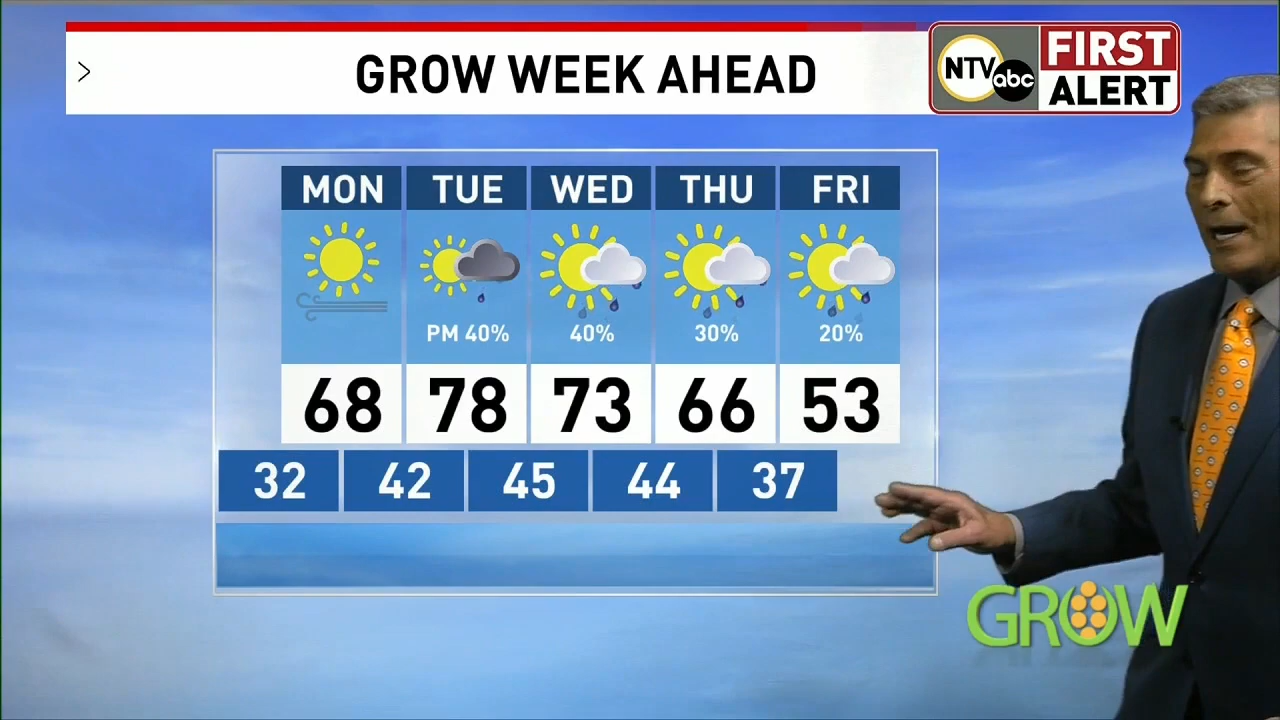 >
GROW WEEK AHEAD
NTV
abc
FIRST
ALERT
MON TUE WED THU FRI
PM 40% 40% 30% 20%
68 78 73 66 53
32 42 45 44 37
GROW